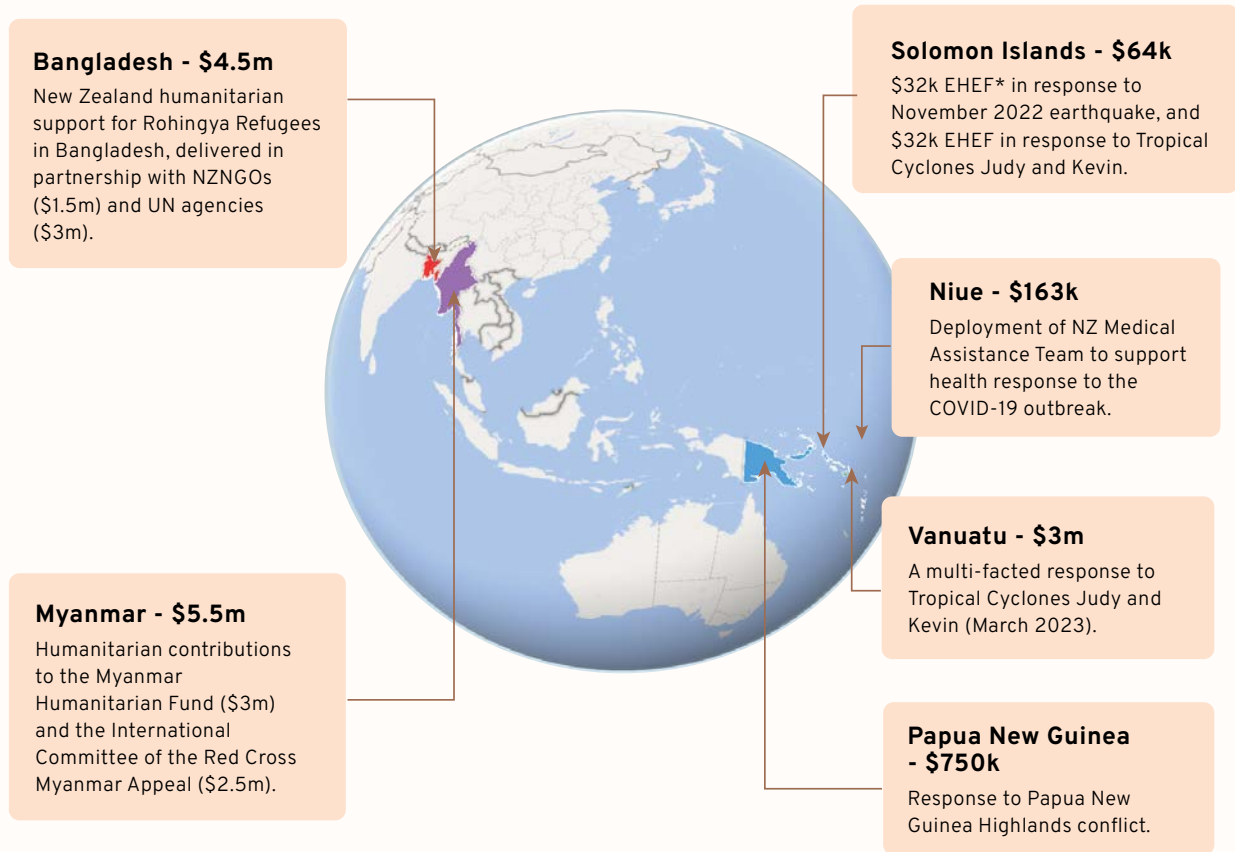 Bangladesh - $4.5m
New Zealand humanitarian
support for Rohingya Refugees
in Bangladesh, delivered in
partnership with NZNGOs
($1.5m) and UN agencies
($3m).
Myanmar - $5.5m
Humanitarian contributions
to the Myanmar
Humanitarian Fund ($3m)
and the International
Committee of the Red Cross
Myanmar Appeal ($2.5m).
Solomon Islands - $64k
$32k EHEF* in response to
November 2022 earthquake, and
$32k EHEF in response to Tropical
Cyclones Judy and Kevin.
Niue - $163k
Deployment of NZ Medical
Assistance Team to support
health response to the
COVID-19 outbreak.
Vanuatu - $3m
A multi-facted response to
Tropical Cyclones Judy and
Kevin (March 2023).
Papua New Guinea
- $750k
Response to Papua New
Guinea Highlands conflict.